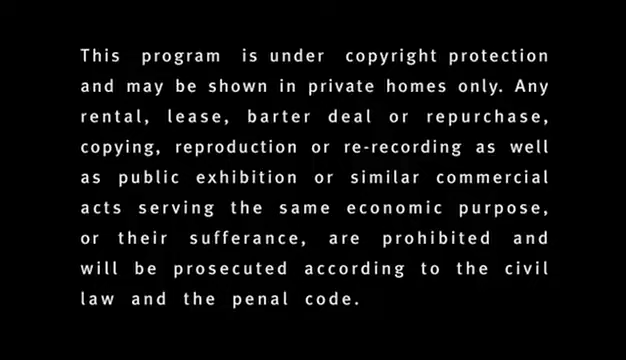 This program is under copyright protection
and may be shown in private homes only. Any
rental, lease, barter deal or repurchase,
copying, reproduction or re-recording as well
as public exhibition or similar commercial
acts serving the same economic purpose,
or their sufferance, are prohibited and
will be prosecuted according to the civil
law and the penal code.